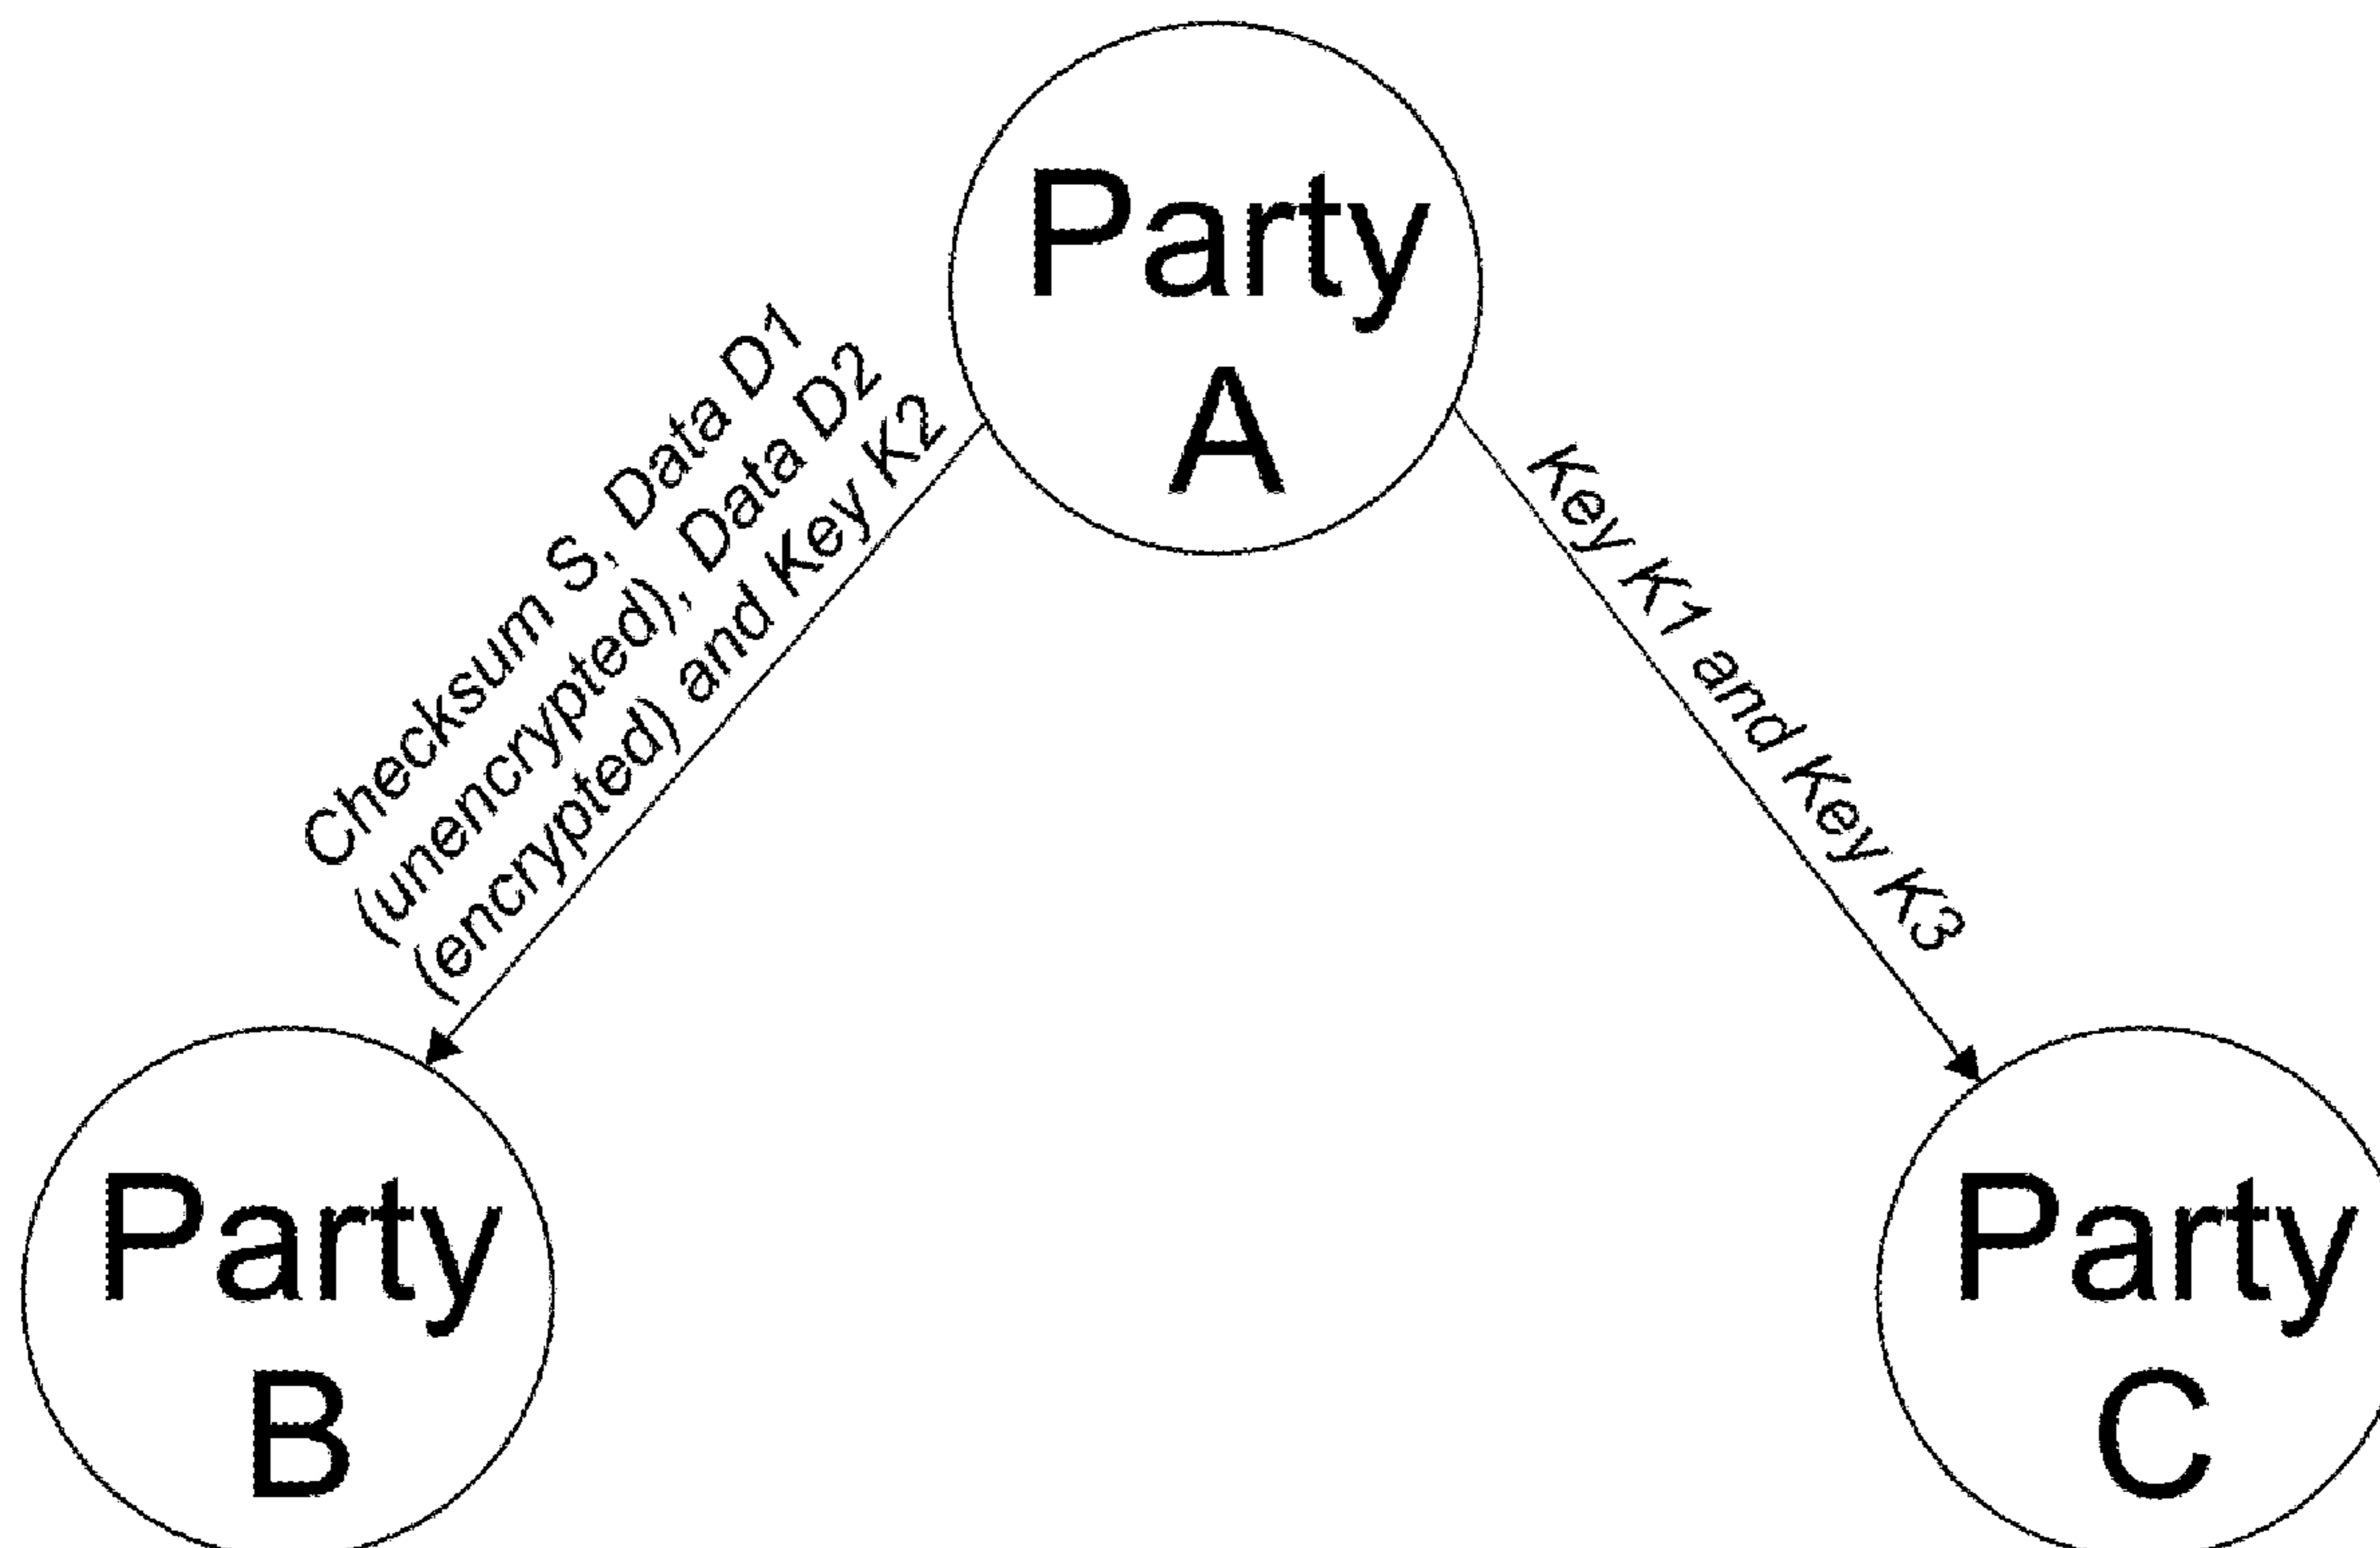 Party
A
Checksum S, Data D1
(unencrypted), Data D2
(encrypted) and Key K2
Key K1 and Key K3
Party
B
Party
C